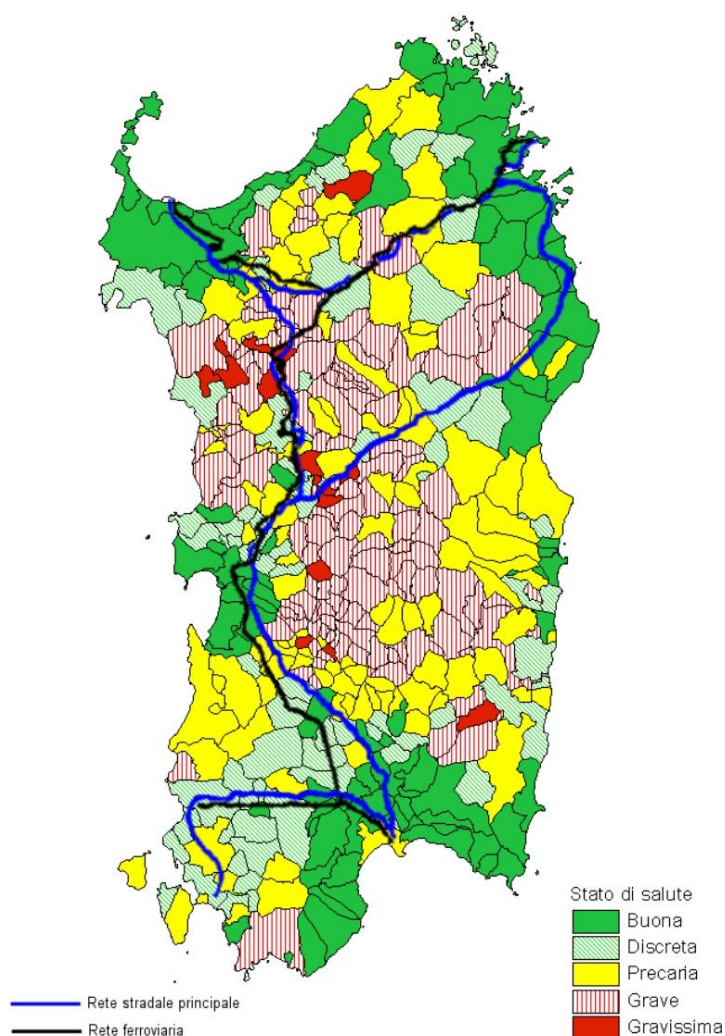 Stato di salute
Buona
Discreta
Precaria
Grave
Gravissima
Rete stradale principale
Rete ferroviaria